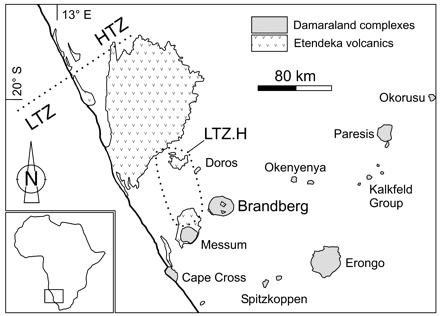 13° E
Damaraland complexes
Etendeka volcanics
HTZ
80 km
20° S
LTZ
Okorusu
Paresis
LTZ.H
Doros
Okenyenya
Kalkfeld
Group
N
Brandberg
Messum
Erongo
Cape Cross
Spitzkoppen